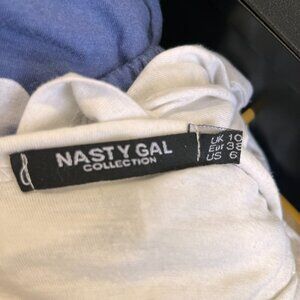 NASTY GAL
COLLECTION
UK 10
Eur 38
US 6